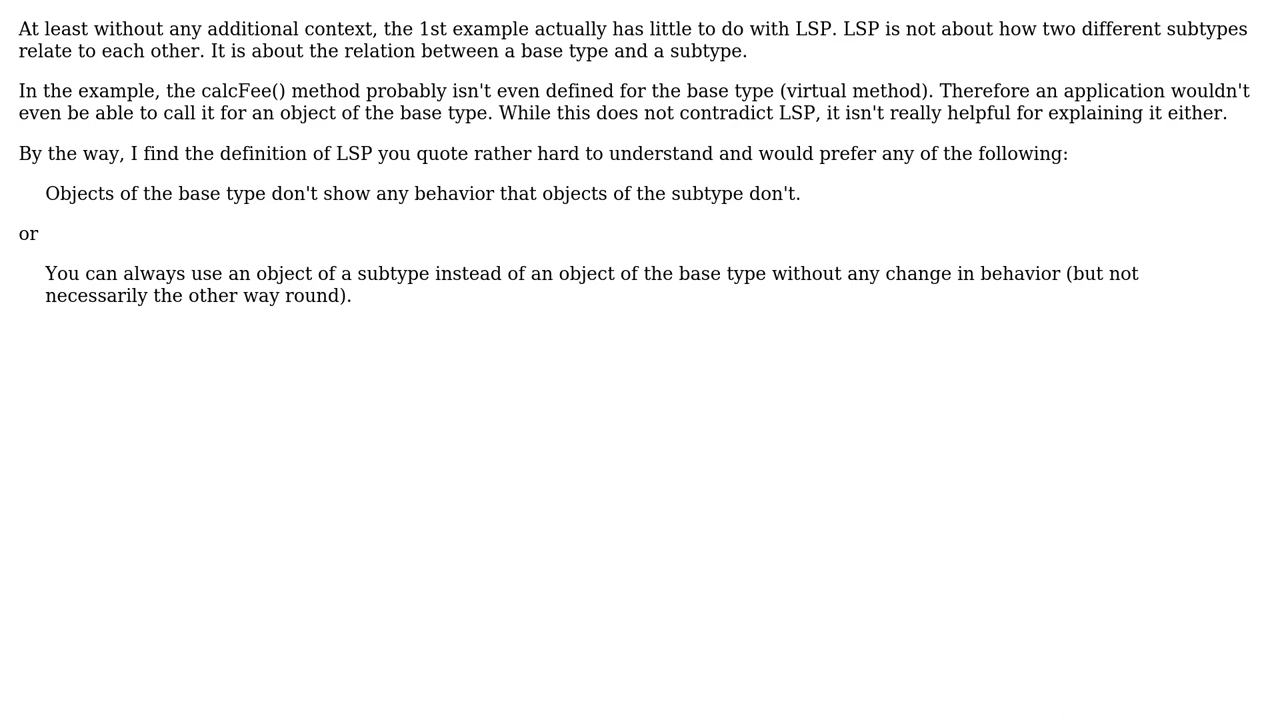 At least without any additional context, the 1st example actually has little to do with LSP. LSP is not about how two different subtypes
relate to each other. It is about the relation between a base type and a subtype.
In the example, the calcFee() method probably isn't even defined for the base type (virtual method). Therefore an application wouldn't
even be able to call it for an object of the base type. While this does not contradict LSP, it isn't really helpful for explaining it either.
By the way, I find the definition of LSP you quote rather hard to understand and would prefer any of the following:
Objects of the base type don't show any behavior that objects of the subtype don't.
or
You can always use an object of a subtype instead of an object of the base type without any change in behavior (but not
necessarily the other way round).